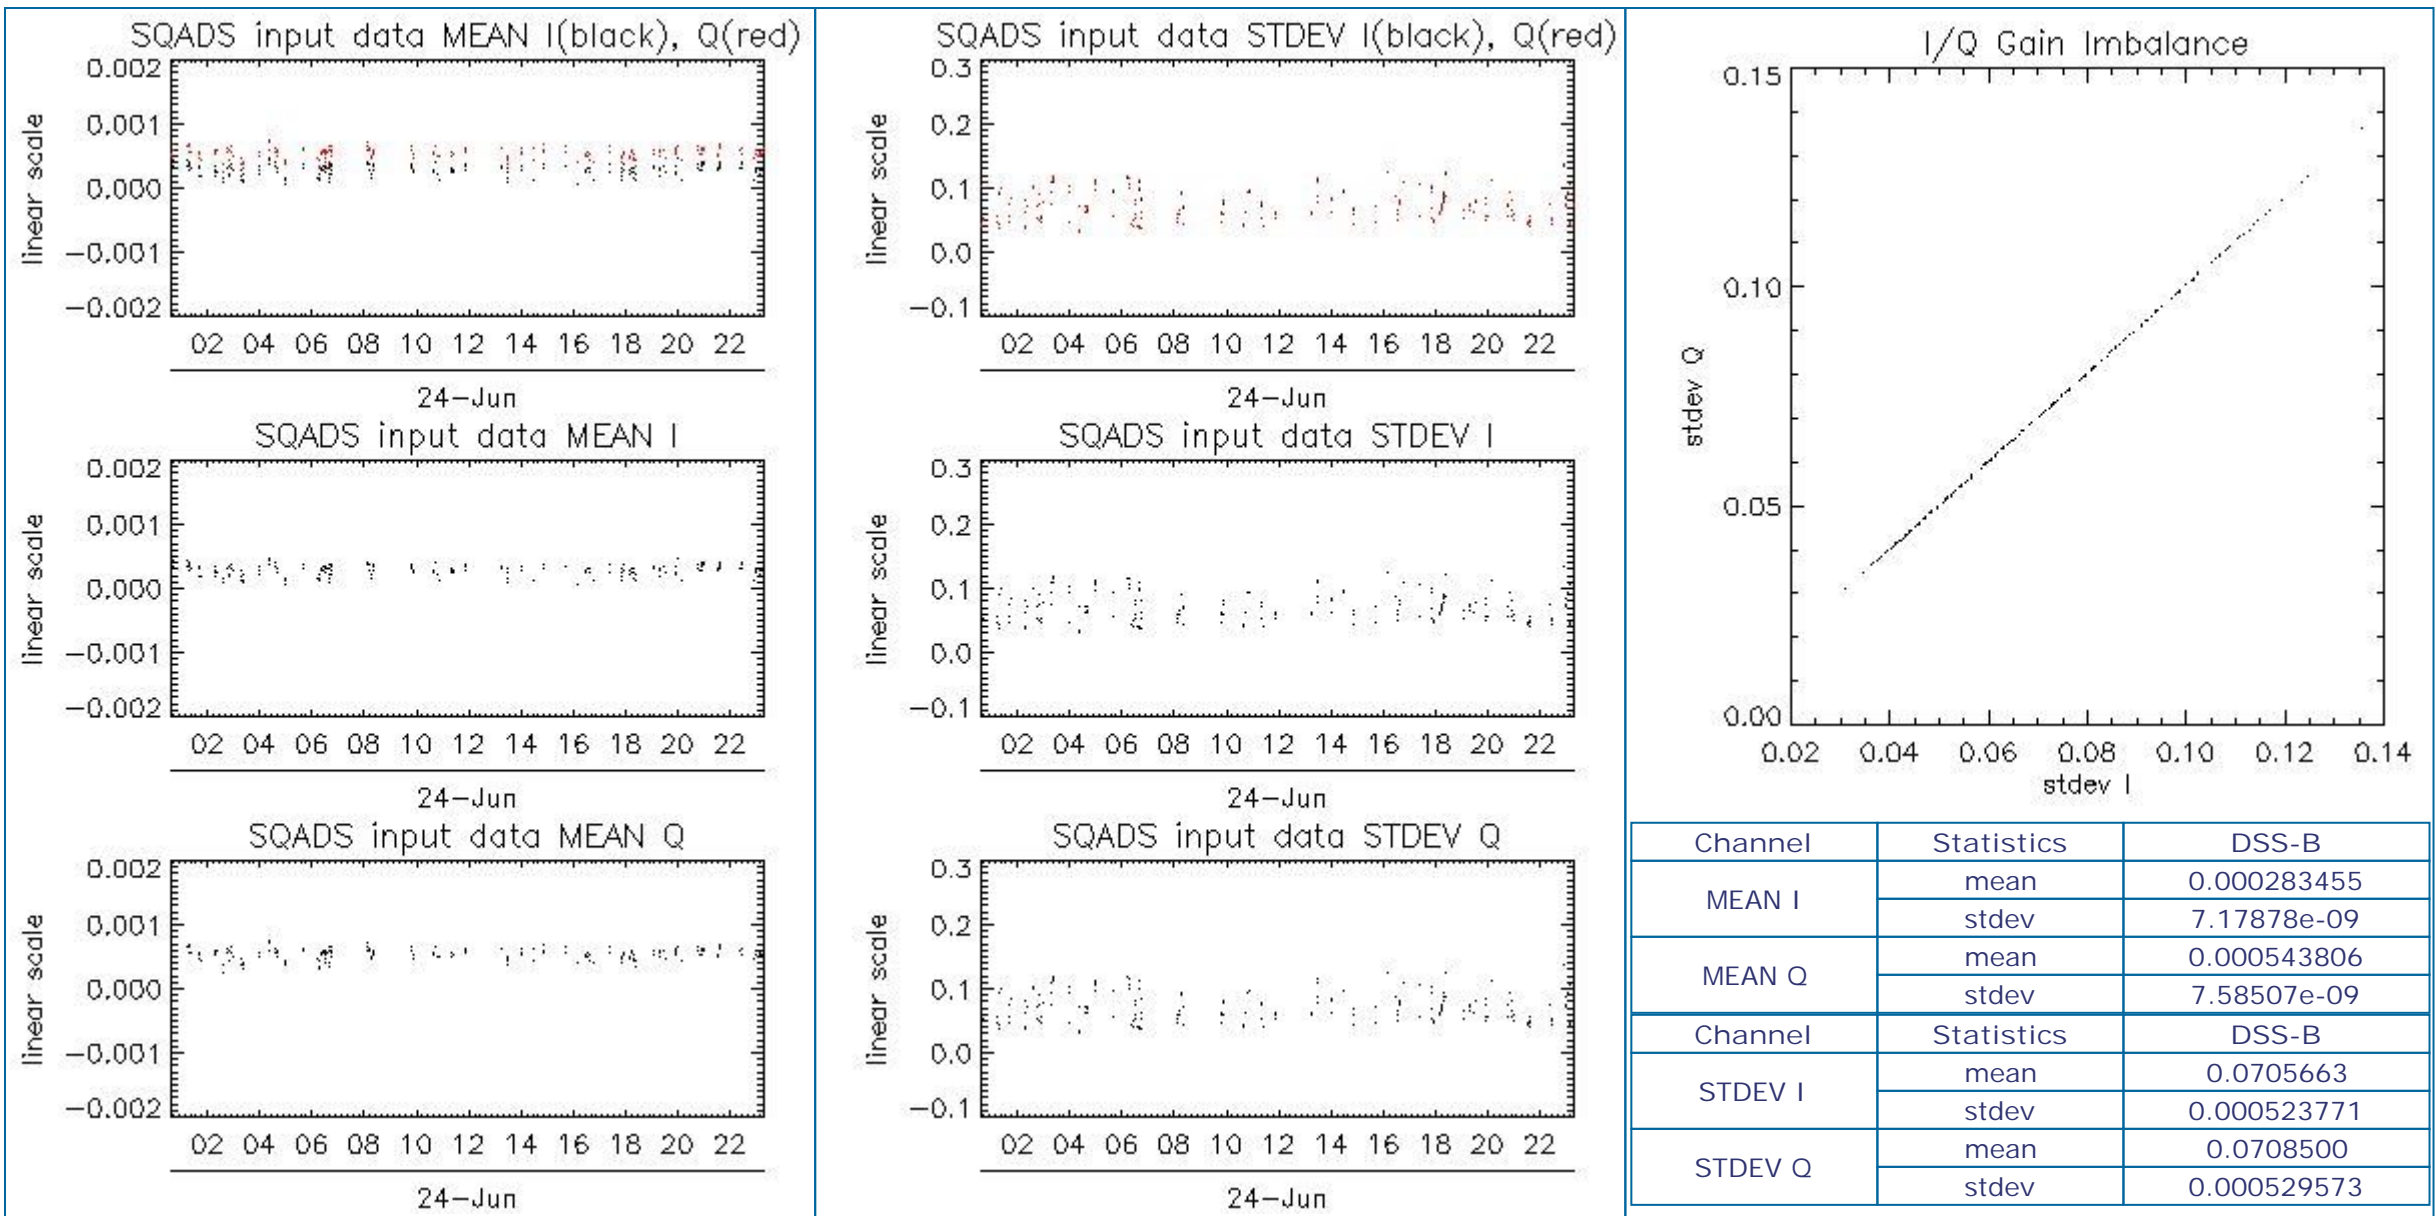 SQADS input data MEAN I(black), Q(red)
0.002
0.001
0.000
-0.001
-0.002
linear scale
02 04 06 08 10 12 14 16 18 20 22
24-Jun
SQADS input data MEAN I
0.002
0.001
0.000
-0.001
-0.002
linear scale
02 04 06 08 10 12 14 16 18 20 22
24-Jun
SQADS input data MEAN Q
0.002
0.001
0.000
-0.001
-0.002
linear scale
02 04 06 08 10 12 14 16 18 20 22
24-Jun
SQADS input data STDEV I(black), Q(red)
0.3
0.2
0.1
0.0
-0.1
linear scale
02 04 06 08 10 12 14 16 18 20 22
24-Jun
SQADS input data STDEV I
0.3
0.2
0.1
0.0
-0.1
linear scale
02 04 06 08 10 12 14 16 18 20 22
24-Jun
SQADS input data STDEV Q
0.3
0.2
0.1
0.0
-0.1
linear scale
02 04 06 08 10 12 14 16 18 20 22
24-Jun
I/Q Gain Imbalance
0.15
0.10
0.05
0.00
stdev Q
0.02 0.04 0.06 0.08 0.10 0.12 0.14
stdev I
Channel Statistics DSS-B
MEAN I mean 0.000283455
stdev 7.17878e-09
MEAN Q mean 0.000543806
stdev 7.58507e-09
Channel Statistics DSS-B
STDEV I mean 0.0705663
stdev 0.000523771
STDEV Q mean 0.0708500
stdev 0.000529573